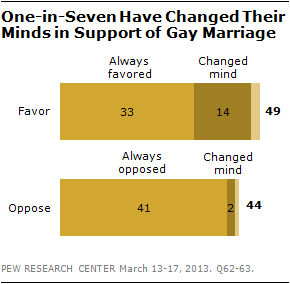 One-in-Seven Have Changed Their
Minds in Support of Gay Marriage
Always favored
Changed mind
Favor
33
14
49
Always opposed
Changed mind
Oppose
41
2
44
PEW RESEARCH CENTER March 13-17, 2013. Q62-63.